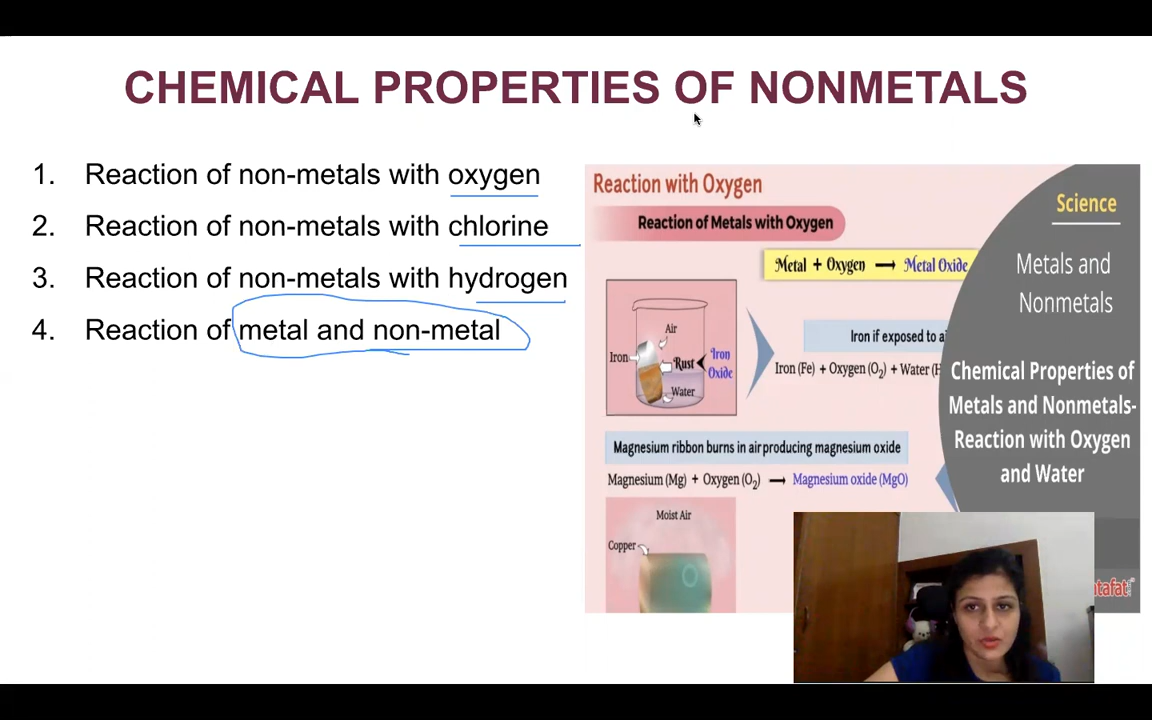 CHEMICAL PROPERTIES OF NONMETALS
1. Reaction of non-metals with oxygen
2. Reaction of non-metals with chlorine
3. Reaction of non-metals with hydrogen
4. Reaction of metal and non-metal
Reaction with Oxygen
Reaction of Metals with Oxygen
Metal + Oxygen → Metal Oxide
Air
Iron
Rust
Iron
Oxide
Water
Iron if exposed to
Iron (Fe) + Oxygen (O₂) + Water
Magnesium ribbon burns in air producing magnesium oxide
Magnesium (Mg) + Oxygen (O₂) → Magnesium oxide (MgO)
Moist Air
Copper
Science
Metals and
Nonmetals
Chemical Properties of
Metals and Nonmetals-
Reaction with Oxygen
and Water